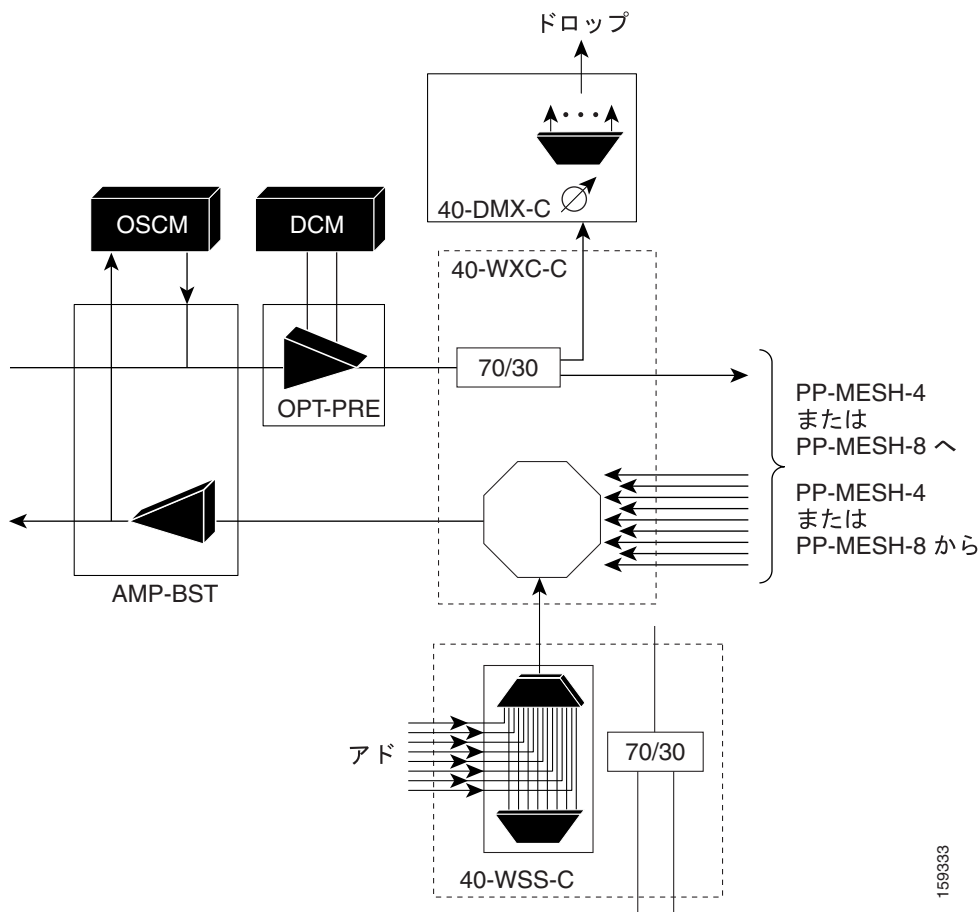 ドロップ
40-DMX-C
OSCM
DCM
40-WXC-C
70/30
OPT-PRE
PP-MESH-4
または
PP-MESH-8 へ
PP-MESH-4
または
PP-MESH-8 から
AMP-BST
アド
70/30
40-WSS-C
159333